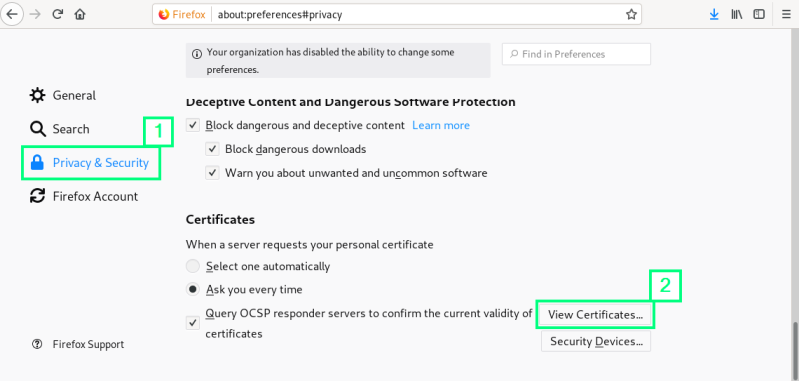 Firefox about:preferences#privacy
Your organization has disabled the ability to change some
preferences.
Find in Preferences
General
Search
1
Privacy & Security
Firefox Account
Deceptive Content and Dangerous Software Protection
Block dangerous and deceptive content Learn more
Block dangerous downloads
Warn you about unwanted and uncommon software
Certificates
When a server requests your personal certificate
Select one automatically
Ask you every time
2
Query OCSP responder servers to confirm the current validity of
certificates
View Certificates...
Security Devices...
Firefox Support